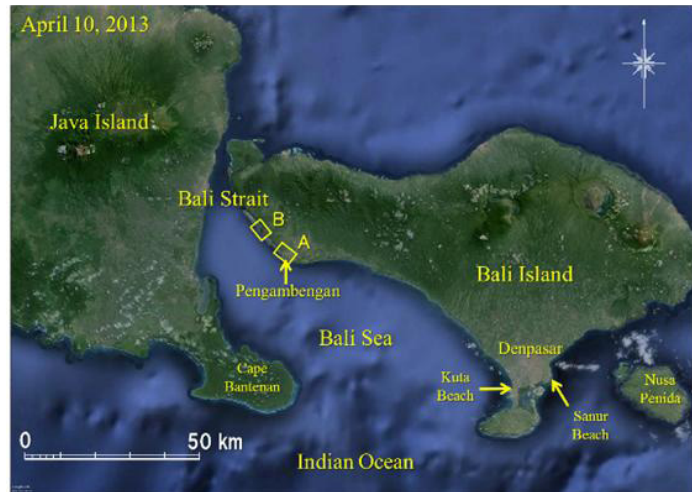 April 10, 2013
Java Island
Bali Strait
B
A
Pengambengan
Bali Island
Bali Sea
Denpasar
Cape
Bantenan
Kuta
Beach
Nusa
Penida
Sanur
Beach
0 50 km
Indian Ocean